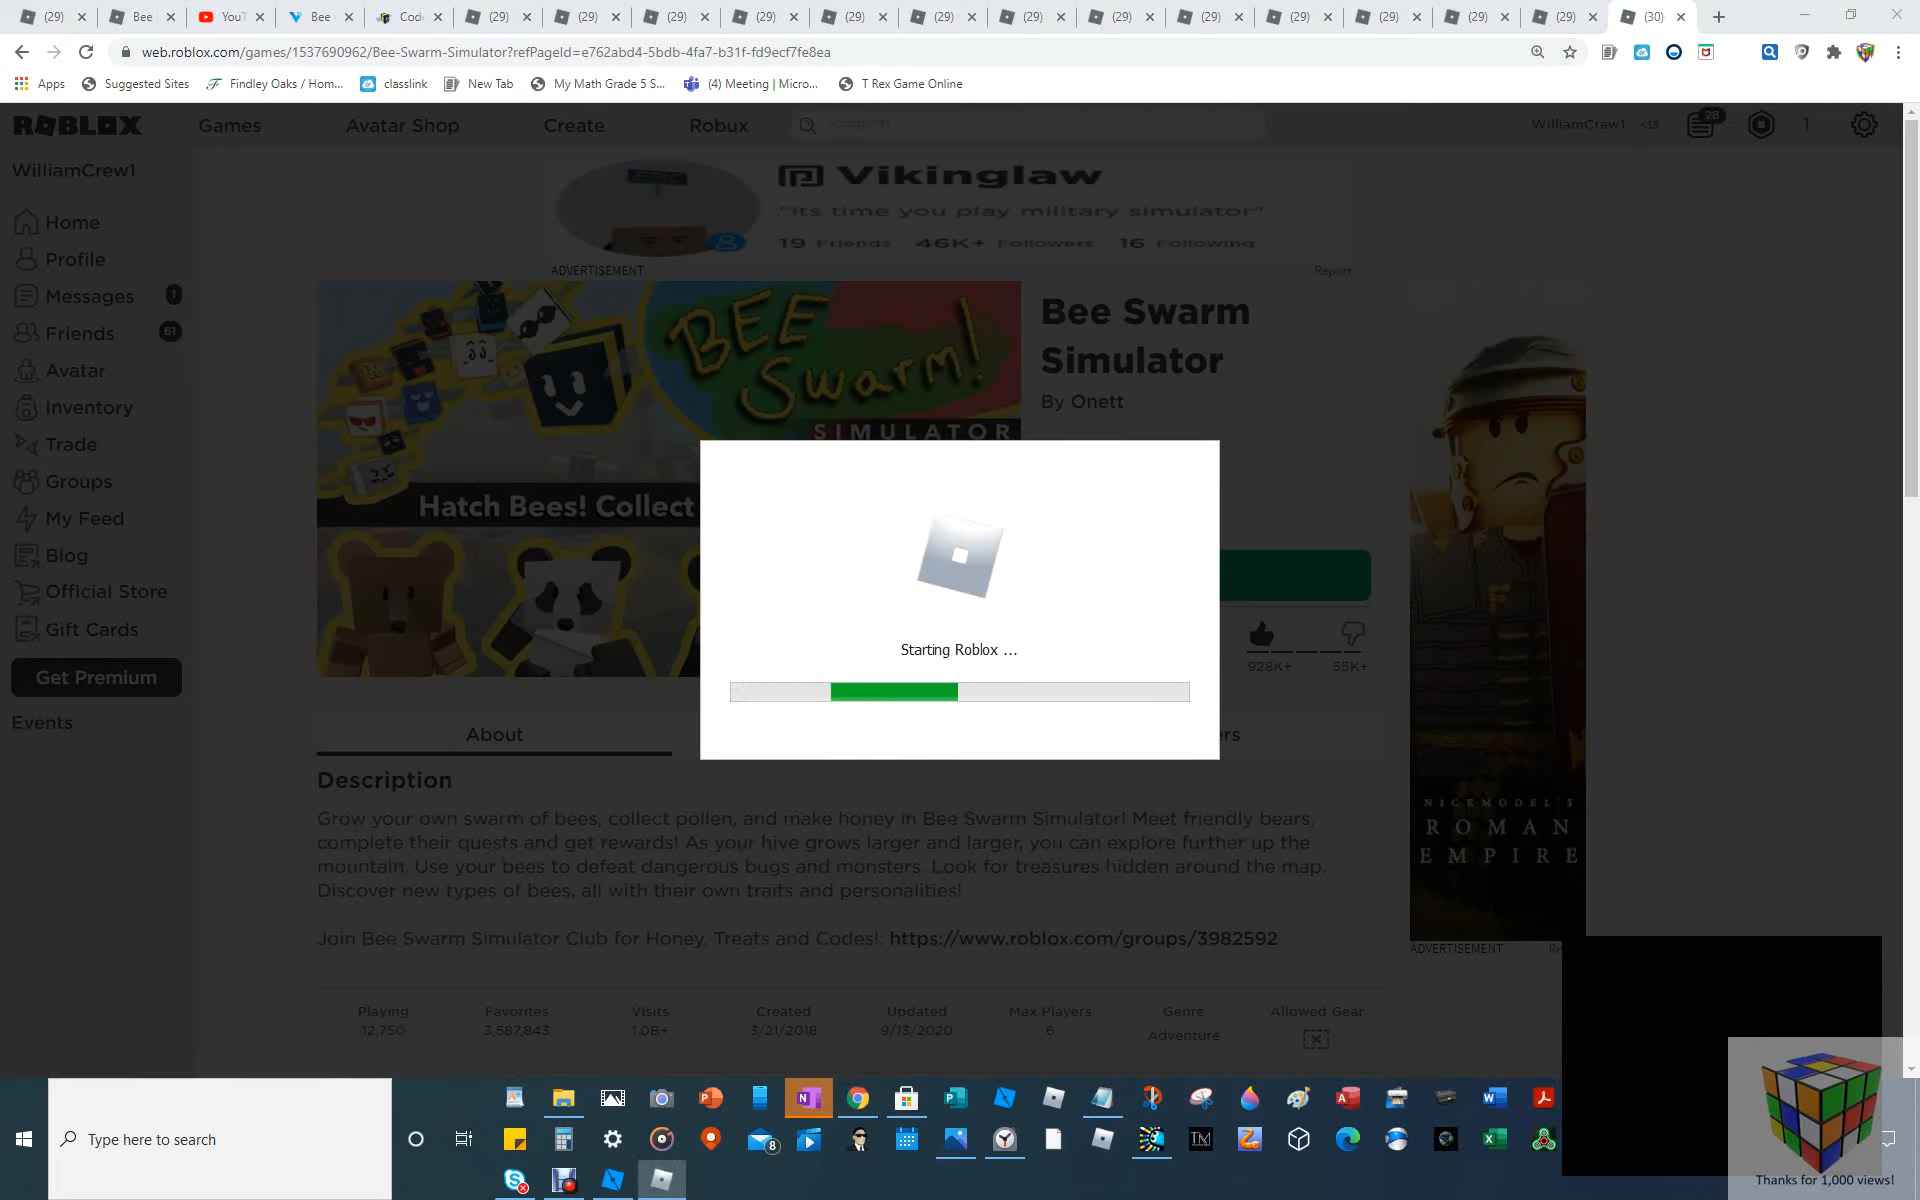 (29)
Bee
YouT
Bee
Code
(29)
(29)
(29)
(29)
(29)
(29)
(29)
(29)
(29)
(29)
(29)
(29)
(29)
(30)
web.roblox.com/games/1537690962/Bee-Swarm-Simulator?refPageId=e762abd4-5bdb-4fa7-b31f-fd9ecf7fe8ea
Apps
Suggested Sites
Findley Oaks / Hom...
classlink
New Tab
My Math Grade 5 S...
(4) Meeting | Micro...
T Rex Game Online
ROBLOX
Games
Avatar Shop
Create
Robux
Search
WilliamCrew1 <13
28
1
WilliamCrew1
Home
Profile
Messages 1
Friends 61
Avatar
Inventory
Trade
Groups
My Feed
Blog
Official Store
Gift Cards
Get Premium
Events
Vikinglaw
"its time you play military simulator"
19 Friends 46K+ Followers 16 Following
ADVERTISEMENT
Report
BEE
Swarm!
SIMULATOR
Hatch Bees! Collect
Bee Swarm
Simulator
By Onett
Starting Roblox ...
928K+
55K+
About
rs
Description
Grow your own swarm of bees, collect pollen, and make honey in Bee Swarm Simulator! Meet friendly bears,
complete their quests and get rewards! As your hive grows larger and larger, you can explore further up the
mountain. Use your bees to defeat dangerous bugs and monsters. Look for treasures hidden around the map.
Discover new types of bees, all with their own traits and personalities!
Join Bee Swarm Simulator Club for Honey, Treats and Codes!: https://www.roblox.com/groups/3982592
Playing
12,750
Favorites
3,587,843
Visits
1.0B+
Created
3/21/2018
Updated
9/13/2020
Max Players
6
Genre
Adventure
Allowed Gear
NICKMODEL'S
ROMAN
EMPIRE
ADVERTISEMENT
Re
Type here to search
8
Thanks for 1,000 views!